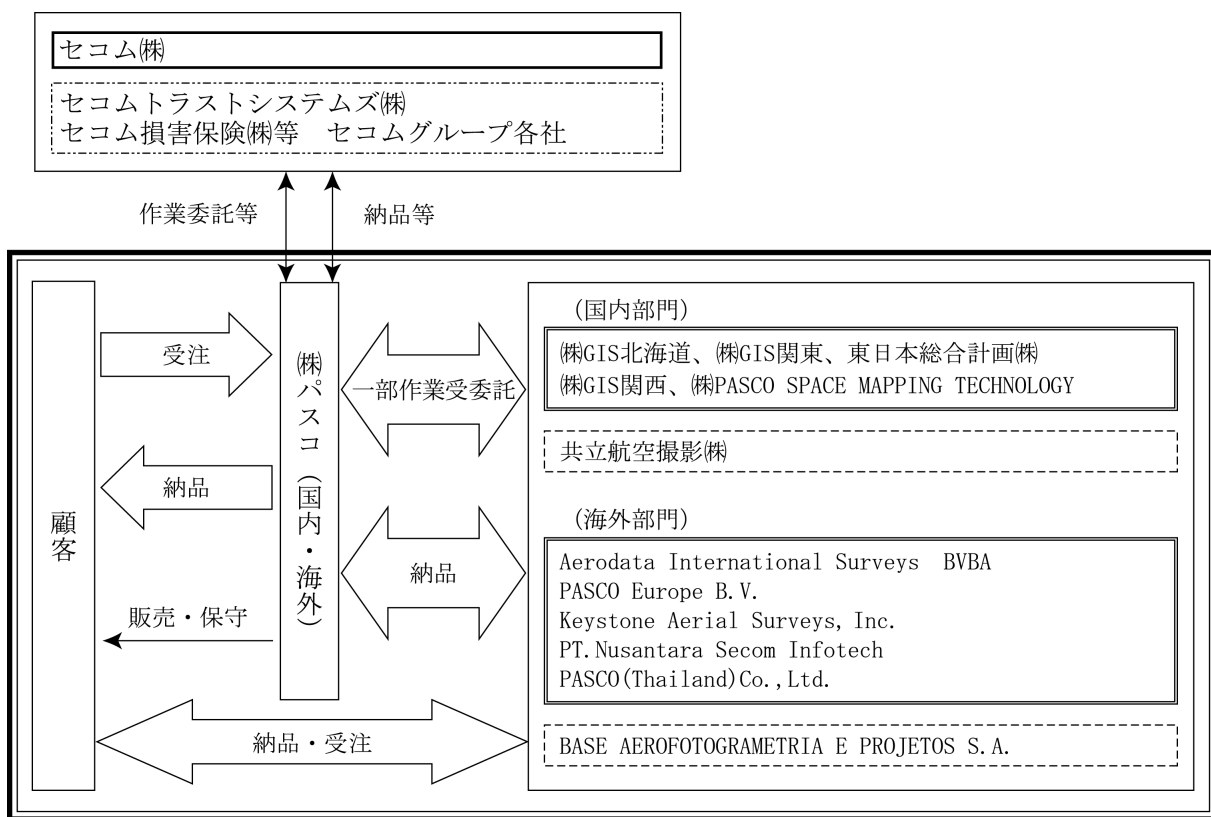 セコム㈱
セコムトラストシステムズ㈱
セコム損害保険㈱等　セコムグループ各社
作業委託等
納品等
顧客
受注
納品
販売・保守
納品・受注
㈱パスコ（国内・海外）
一部作業受委託
納品
(国内部門)
㈱GIS北海道、㈱GIS関東、東日本総合計画㈱
㈱GIS関西、㈱PASCO SPACE MAPPING TECHNOLOGY
共立航空撮影㈱
(海外部門)
Aerodata International Surveys BVBA
PASCO Europe B.V.
Keystone Aerial Surveys, Inc.
PT.Nusantara Secom Infotech
PASCO(Thailand)Co.,Ltd.
BASE AEROFOTOGRAMETRIA E PROJETOS S.A.